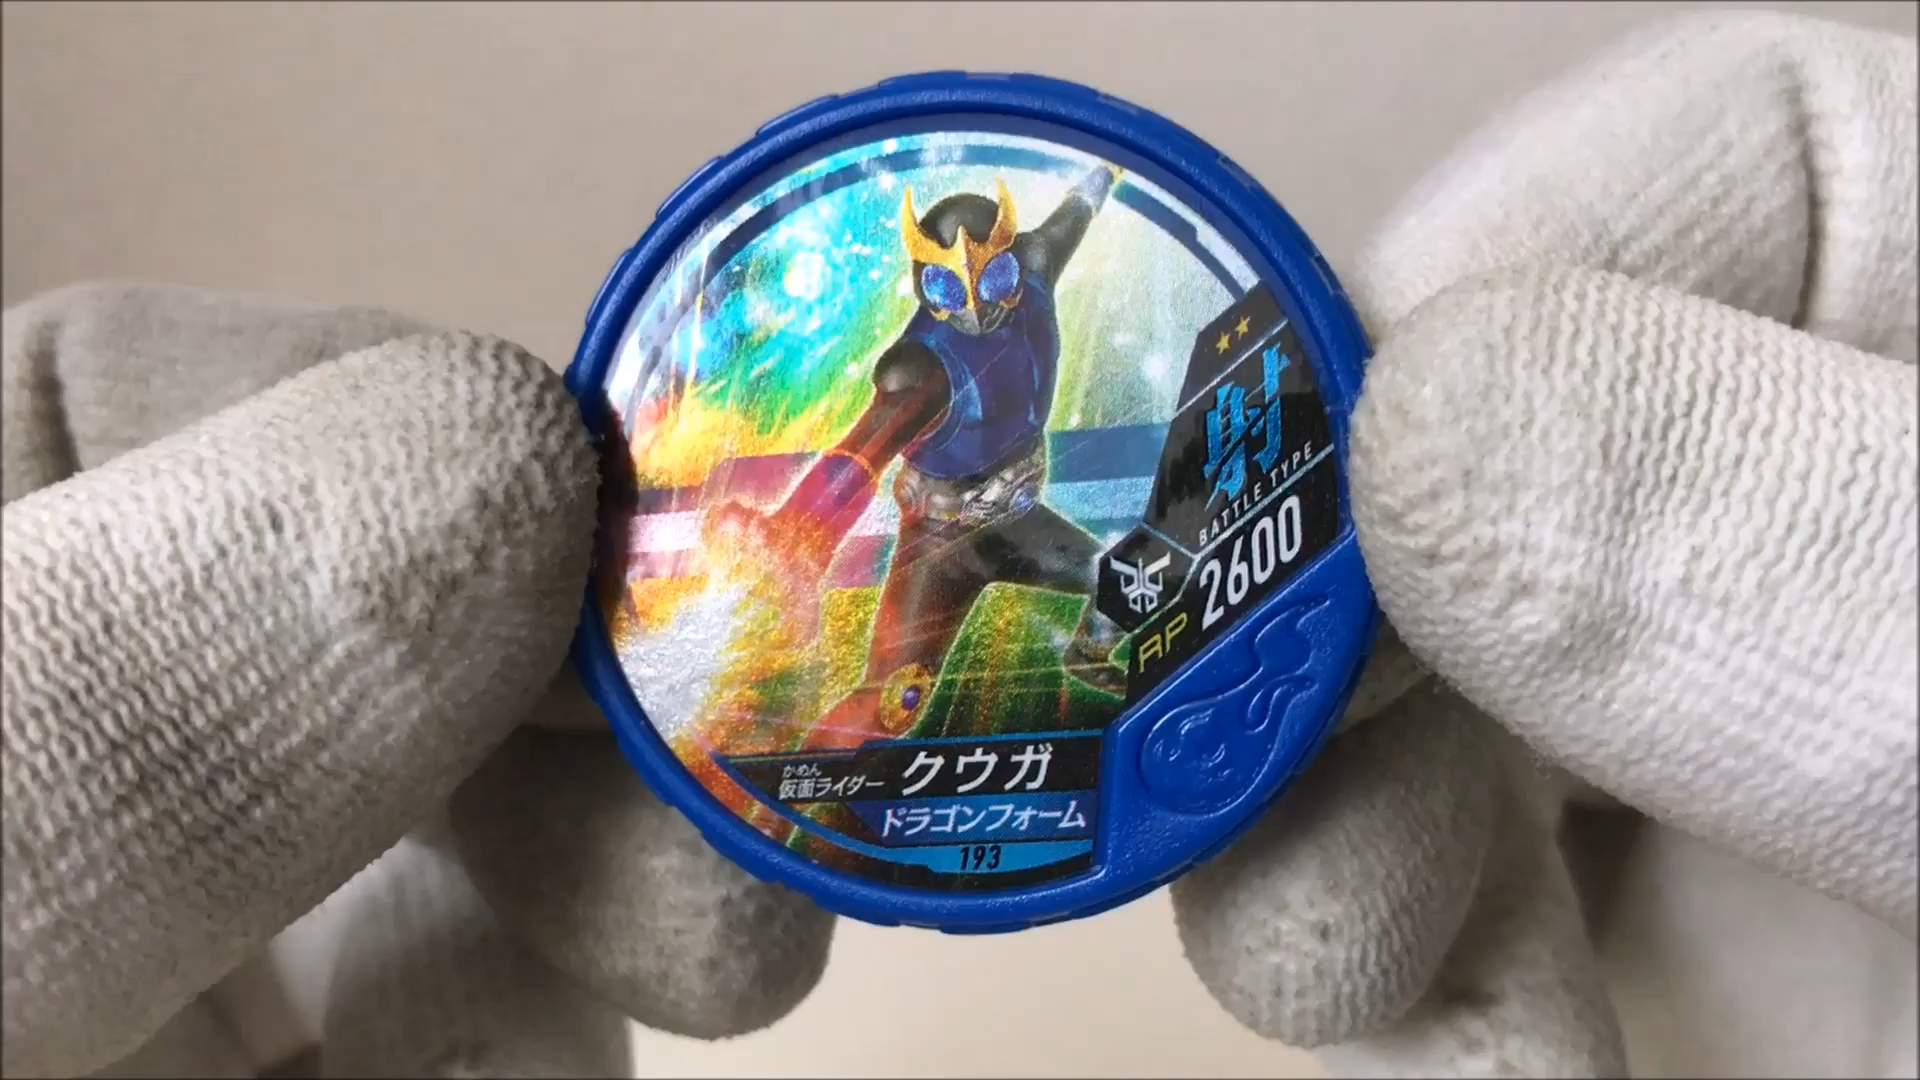 ★★
射
BATTLE TYPE
2600
RP
かめん
仮面ライダー クウガ
ドラゴンフォーム
193